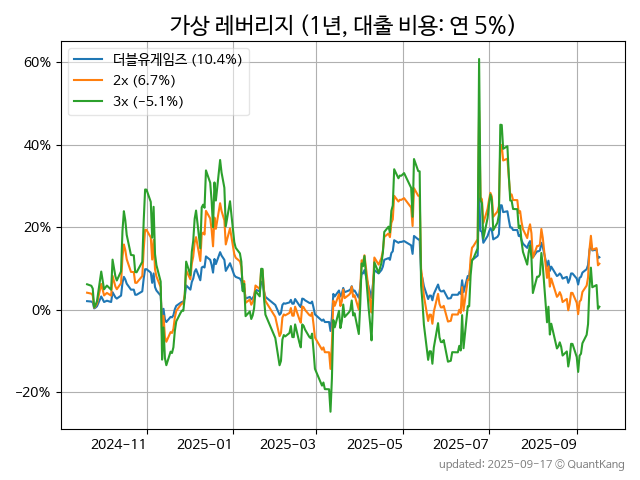 가상 레버리지 (1년, 대출 비용: 연 5%)
더블유게임즈 (10.4%)
2x (6.7%)
3x (−5.1%)
60%
40%
20%
0%
−20%
2024-11
2025-01
2025-03
2025-05
2025-07
2025-09
updated: 2025-09-17 © QuantKang